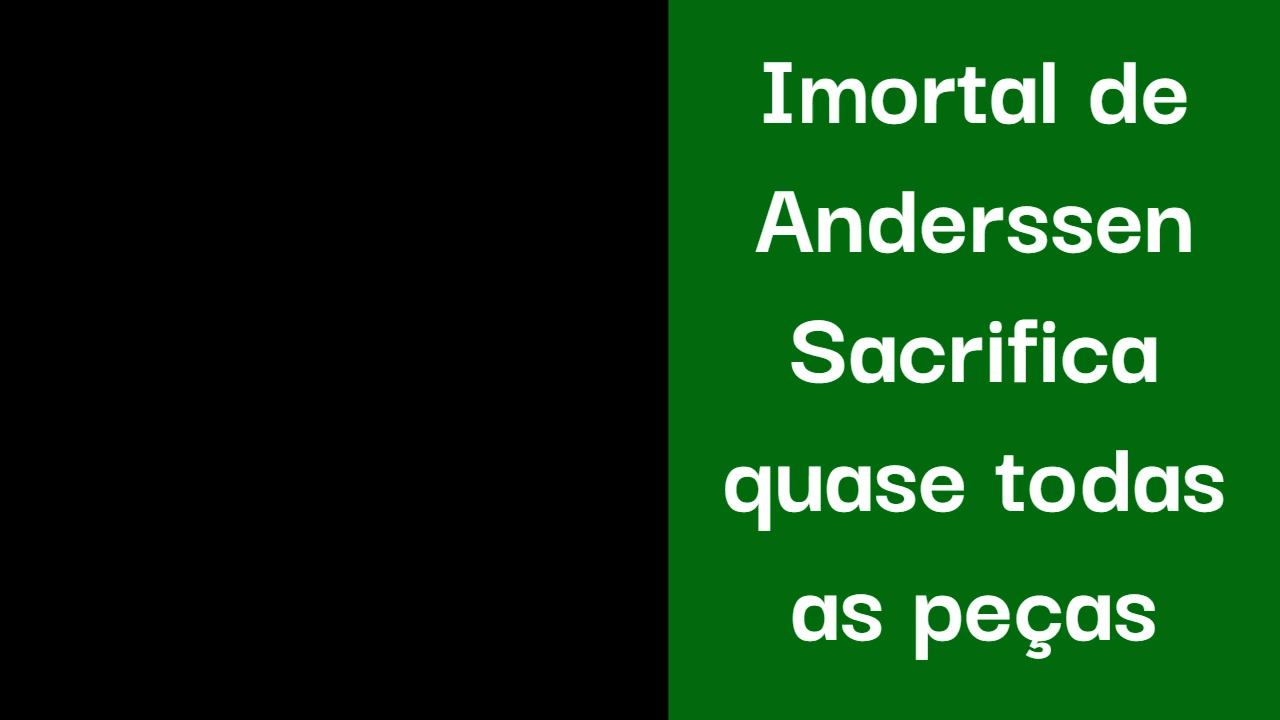 Imortal de
Anderssen
Sacrifica
quase todas
as peças